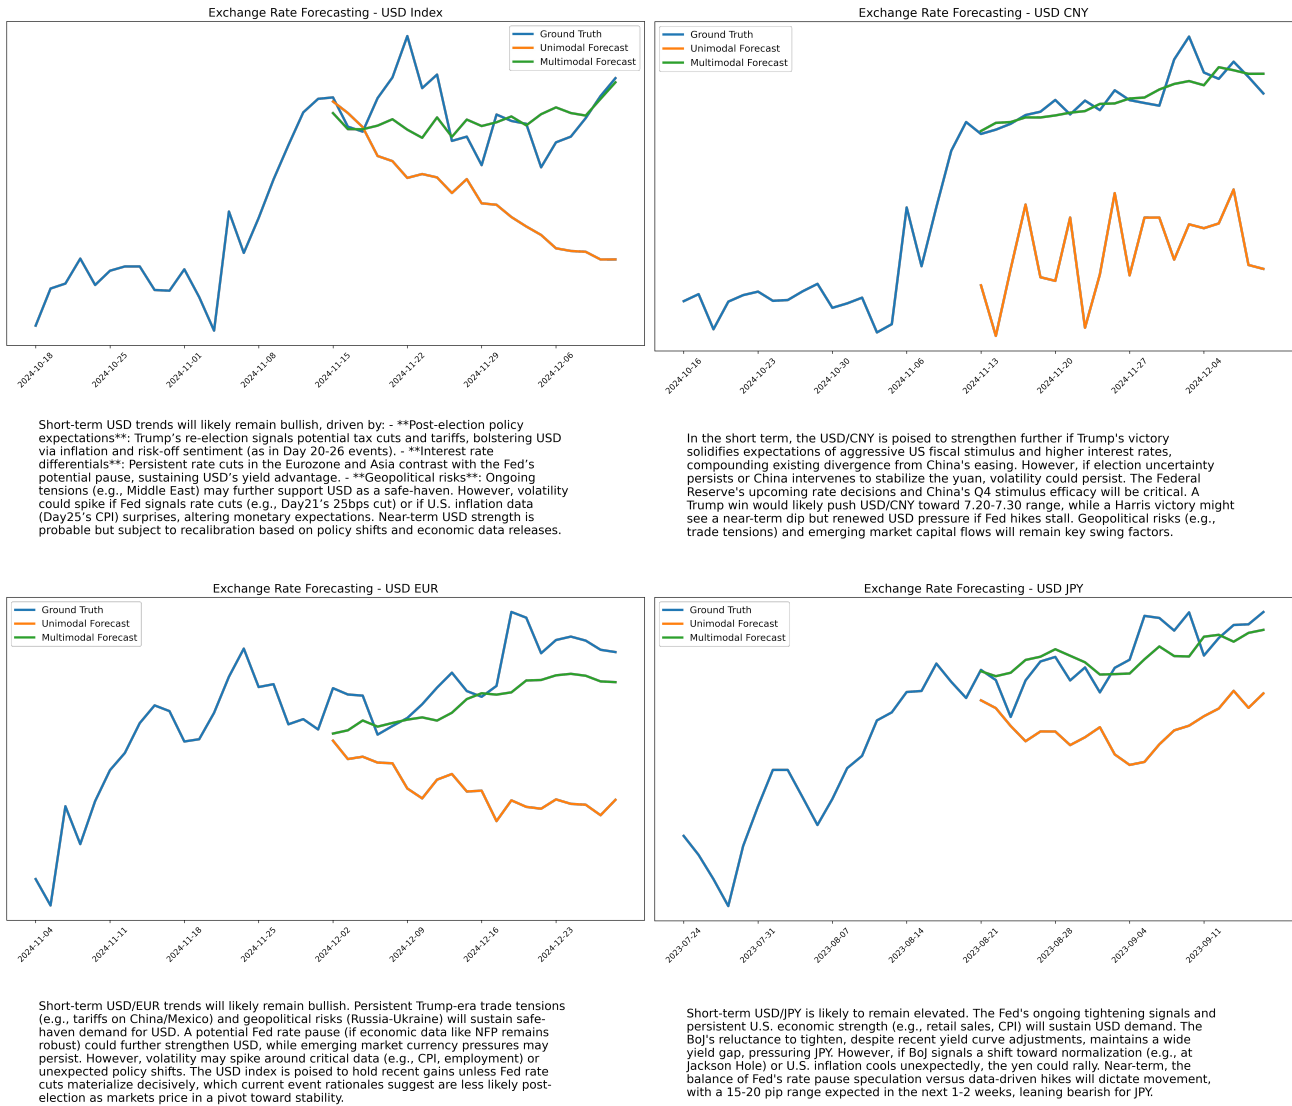 Exchange Rate Forecasting - USD Index
Ground Truth
Unimodal Forecast
Multimodal Forecast
2024-10-18
2024-10-25
2024-11-01
2024-11-08
2024-11-15
2024-11-22
2024-11-29
2024-12-06
Short-term USD trends will likely remain bullish, driven by: - **Post-election policy
expectations**: Trump's re-election signals potential tax cuts and tariffs, bolstering USD
via inflation and risk-off sentiment (as in Day 20-26 events). - **Interest rate
differentials**: Persistent rate cuts in the Eurozone and Asia contrast with the Fed's
potential pause, sustaining USD's yield advantage. - **Geopolitical risks**: Ongoing
tensions (e.g., Middle East) may further support USD as a safe-haven. However, volatility
could spike if Fed signals rate cuts (e.g., Day21's 25bps cut) or if U.S. inflation data
(Day25's CPI) surprises, altering monetary expectations. Near-term USD strength is
probable but subject to recalibration based on policy shifts and economic data releases.
Exchange Rate Forecasting - USD CNY
Ground Truth
Unimodal Forecast
Multimodal Forecast
2024-10-16
2024-10-23
2024-10-30
2024-11-06
2024-11-13
2024-11-20
2024-11-27
2024-12-04
In the short term, the USD/CNY is poised to strengthen further if Trump's victory
solidifies expectations of aggressive US fiscal stimulus and higher interest rates,
compounding existing divergence from China's easing. However, if election uncertainty
persists or China intervenes to stabilize the yuan, volatility could persist. The Federal
Reserve's upcoming rate decisions and China's Q4 stimulus efficacy will be critical. A
Trump win would likely push USD/CNY toward 7.20-7.30 range, while a Harris victory might
see a near-term dip but renewed USD pressure if Fed hikes stall. Geopolitical risks (e.g.,
trade tensions) and emerging market capital flows will remain key swing factors.
Exchange Rate Forecasting - USD EUR
Ground Truth
Unimodal Forecast
Multimodal Forecast
2024-11-04
2024-11-11
2024-11-18
2024-11-25
2024-12-02
2024-12-09
2024-12-16
2024-12-23
Short-term USD/EUR trends will likely remain bullish. Persistent Trump-era trade tensions
(e.g., tariffs on China/Mexico) and geopolitical risks (Russia-Ukraine) will sustain safe-
haven demand for USD. A potential Fed rate pause (if economic data like NFP remains
robust) could further strengthen USD, while emerging market currency pressures may
persist. However, volatility may spike around critical data (e.g., CPI, employment) or
unexpected policy shifts. The USD index is poised to hold recent gains unless Fed rate
cuts materialize decisively, which current event rationales suggest are less likely post-
election as markets price in a pivot toward stability.
Exchange Rate Forecasting - USD JPY
Ground Truth
Unimodal Forecast
Multimodal Forecast
2023-07-24
2023-07-31
2023-08-07
2023-08-14
2023-08-21
2023-08-28
2023-09-04
2023-09-11
Short-term USD/JPY is likely to remain elevated. The Fed's ongoing tightening signals and
persistent U.S. economic strength (e.g., retail sales, CPI) will sustain USD demand. The
BoJ's reluctance to tighten, despite recent yield curve adjustments, maintains a wide
yield gap, pressuring JPY. However, if BoJ signals a shift toward normalization (e.g., at
Jackson Hole) or U.S. inflation cools unexpectedly, the yen could rally. Near-term, the
balance of Fed's rate pause speculation versus data-driven hikes will dictate movement,
with a 15-20 pip range expected in the next 1-2 weeks, leaning bearish for JPY.